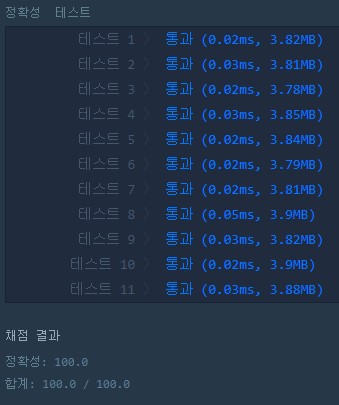 정확성 테스트
테스트 1 〉 통과 (0.02ms, 3.82MB)
테스트 2 〉 통과 (0.03ms, 3.81MB)
테스트 3 〉 통과 (0.02ms, 3.78MB)
테스트 4 〉 통과 (0.03ms, 3.85MB)
테스트 5 〉 통과 (0.02ms, 3.84MB)
테스트 6 〉 통과 (0.02ms, 3.79MB)
테스트 7 〉 통과 (0.02ms, 3.81MB)
테스트 8 〉 통과 (0.05ms, 3.9MB)
테스트 9 〉 통과 (0.03ms, 3.82MB)
테스트 10 〉 통과 (0.02ms, 3.9MB)
테스트 11 〉 통과 (0.03ms, 3.88MB)
채점 결과
정확성: 100.0
합계: 100.0 / 100.0